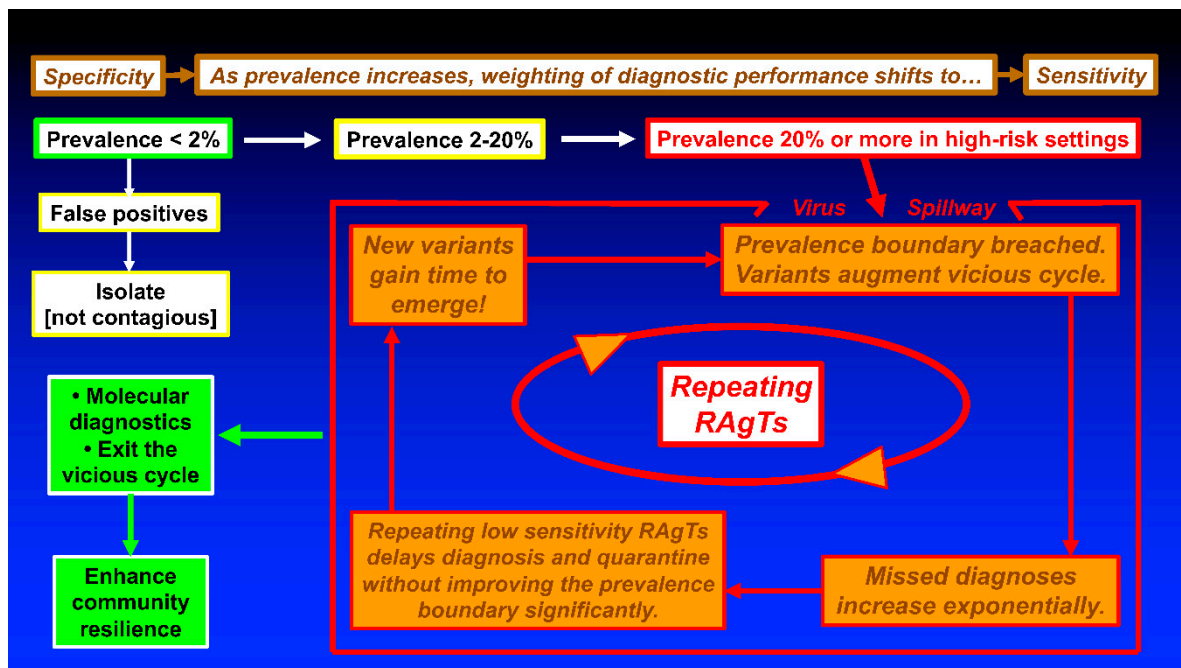 Specificity
As prevalence increases, weighting of diagnostic performance shifts to…
Sensitivity
Prevalence < 2%
Prevalence 2-20%
Prevalence 20% or more in high-risk settings
False positives
Isolate
[not contagious]
Virus Spillway
New variants
gain time to
emerge!
Prevalence boundary breached.
Variants augment vicious cycle.
Repeating
RAgTs
• Molecular
diagnostics
• Exit the
vicious cycle
Repeating low sensitivity RAgTs
delays diagnosis and quarantine
without improving the prevalence
boundary significantly.
Missed diagnoses
increase exponentially.
Enhance
community
resilience